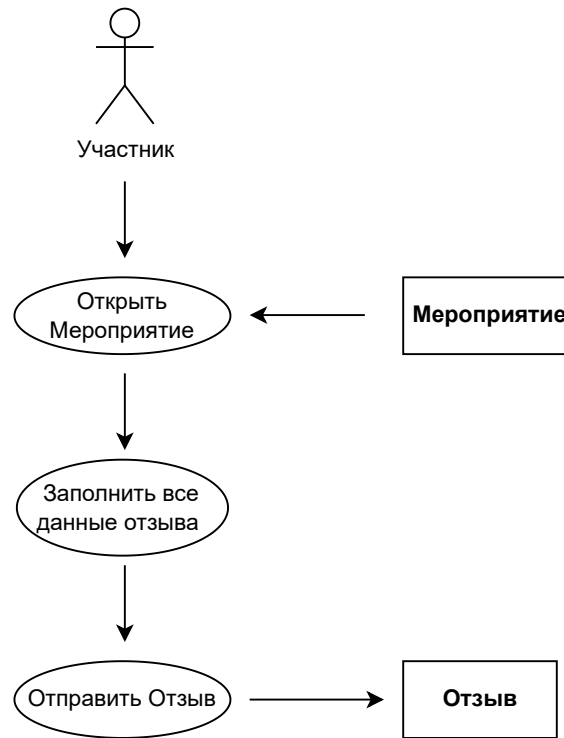 Участник
Открыть
Мероприятие
Мероприятие
Заполнить все
данные отзыва
Отправить Отзыв
Отзыв